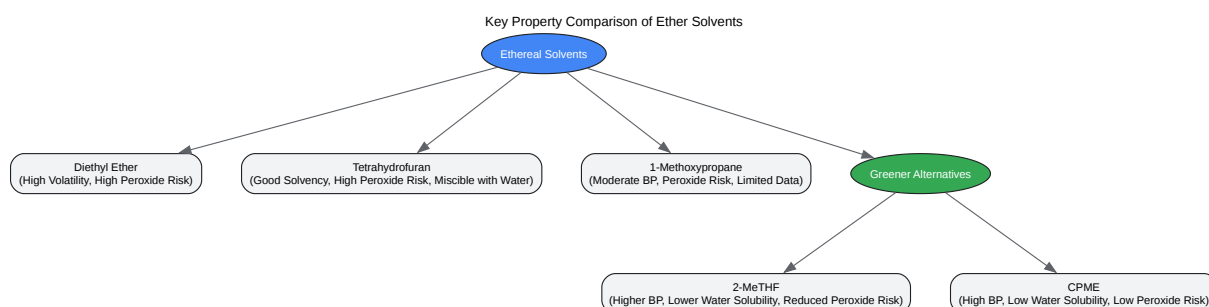 Key Property Comparison of Ether Solvents
Ethereal Solvents
Diethyl Ether
(High Volatility, High Peroxide Risk)
Tetrahydrofuran
(Good Solvency, High Peroxide Risk, Miscible with Water)
1-Methoxypropane
(Moderate BP, Peroxide Risk, Limited Data)
Greener Alternatives
2-MeTHF
(Higher BP, Lower Water Solubility, Reduced Peroxide Risk)
CPME
(High BP, Low Water Solubility, Low Peroxide Risk)